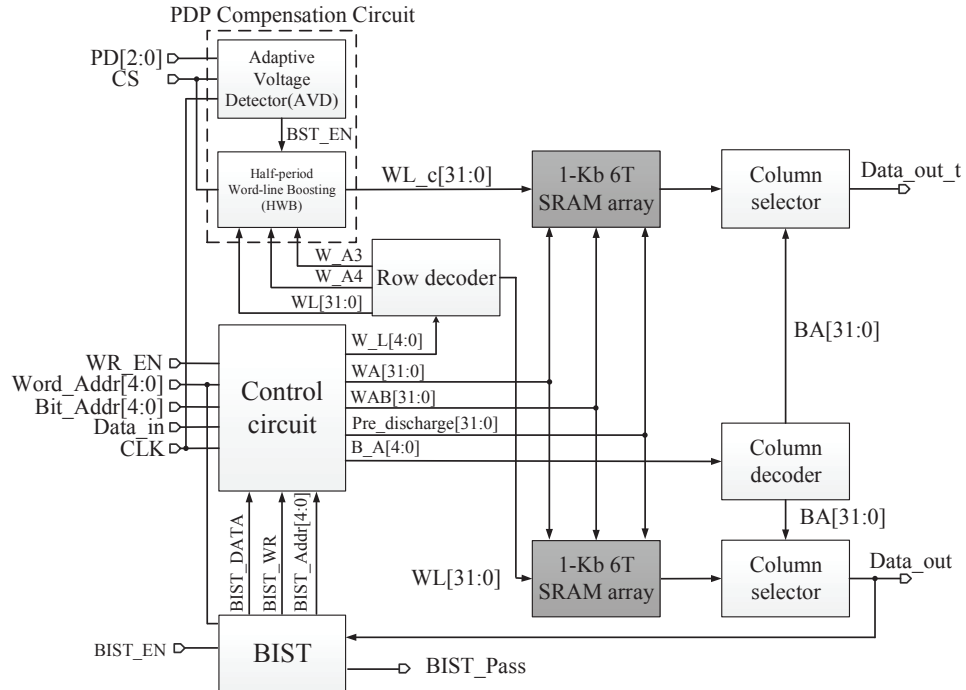 PDP Compensation Circuit
PD[2:0]
CS
Adaptive
Voltage
Detector(AVD)
BST_EN
Half-period
Word-line Boosting
(HWB)
WL_c[31:0]
1-Kb 6T
SRAM array
Column
selector
Data_out_t
W_A3
W_A4
WL[31:0]
Row decoder
W_L[4:0]
WA[31:0]
WAB[31:0]
Pre_discharge[31:0]
B_A[4:0]
BA[31:0]
WR_EN
Word_Addr[4:0]
Bit_Addr[4:0]
Data_in
CLK
Control
circuit
Column
decoder
BA[31:0]
BIST_DATA
BIST_WR
BIST_Addr[4:0]
WL[31:0]
1-Kb 6T
SRAM array
Column
selector
Data_out
BIST_EN
BIST
BIST_Pass